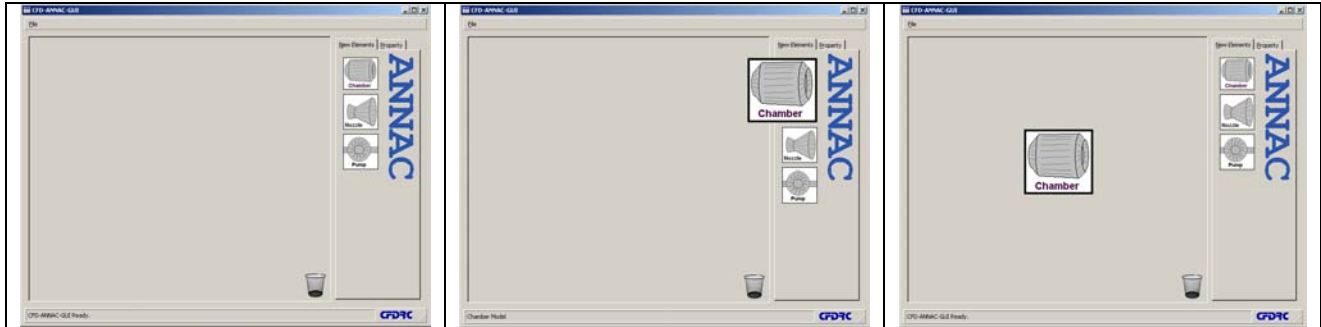 CFD-ANNAC-GUI
File
New Elements Property
Chamber
Nozzle
Pump
ANNAC
CFD-ANNAC-GUI Ready.
CFDRC
CFD-ANNAC-GUI
File
New Elements Property
Chamber
Nozzle
Pump
ANNAC
Chamber Model
CFDRC
CFD-ANNAC-GUI
File
New Elements Property
Chamber
Nozzle
Pump
ANNAC
Chamber
CFD-ANNAC-GUI Ready.
CFDRC